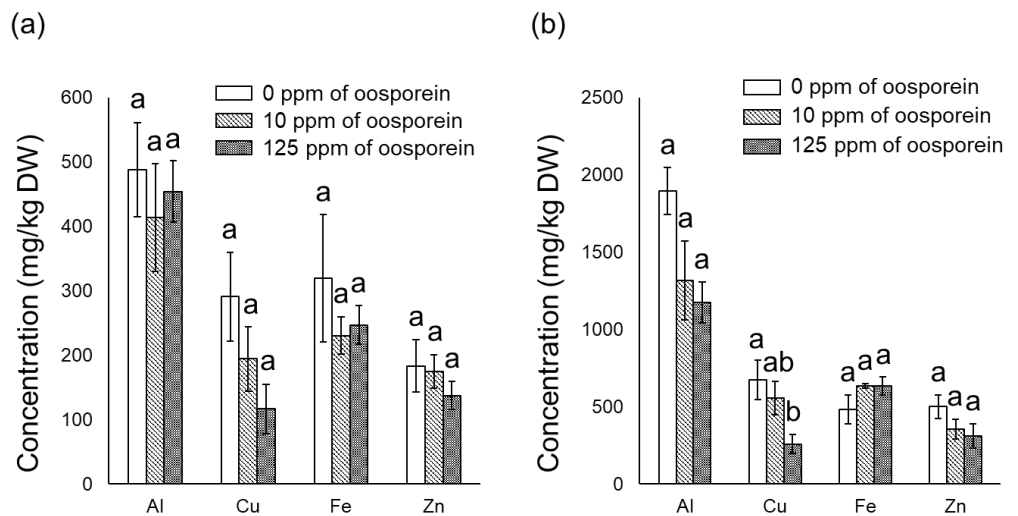 (a)
Concentration (mg/kg DW)
600
500
400
300
200
100
0
0 ppm of oosporein
10 ppm of oosporein
125 ppm of oosporein
a
a
a
a
a
a
a
a
a
a
a
a
Al
Cu
Fe
Zn
(b)
Concentration (mg/kg DW)
2500
2000
1500
1000
500
0
0 ppm of oosporein
10 ppm of oosporein
125 ppm of oosporein
a
a
a
a
ab
b
a
a
a
a
a
a
Al
Cu
Fe
Zn